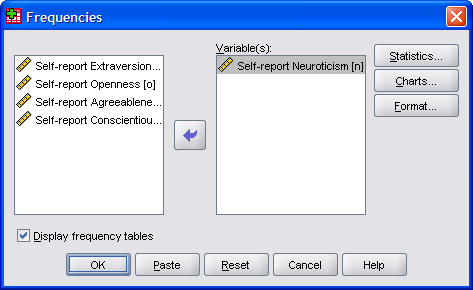 Frequencies
Variable(s):
Self-report Extraversion...
Self-report Openness [o]
Self-report Agreeablene...
Self-report Conscientiou...
Self-report Neuroticism [n]
Statistics...
Charts...
Format...
Display frequency tables
OK
Paste
Reset
Cancel
Help